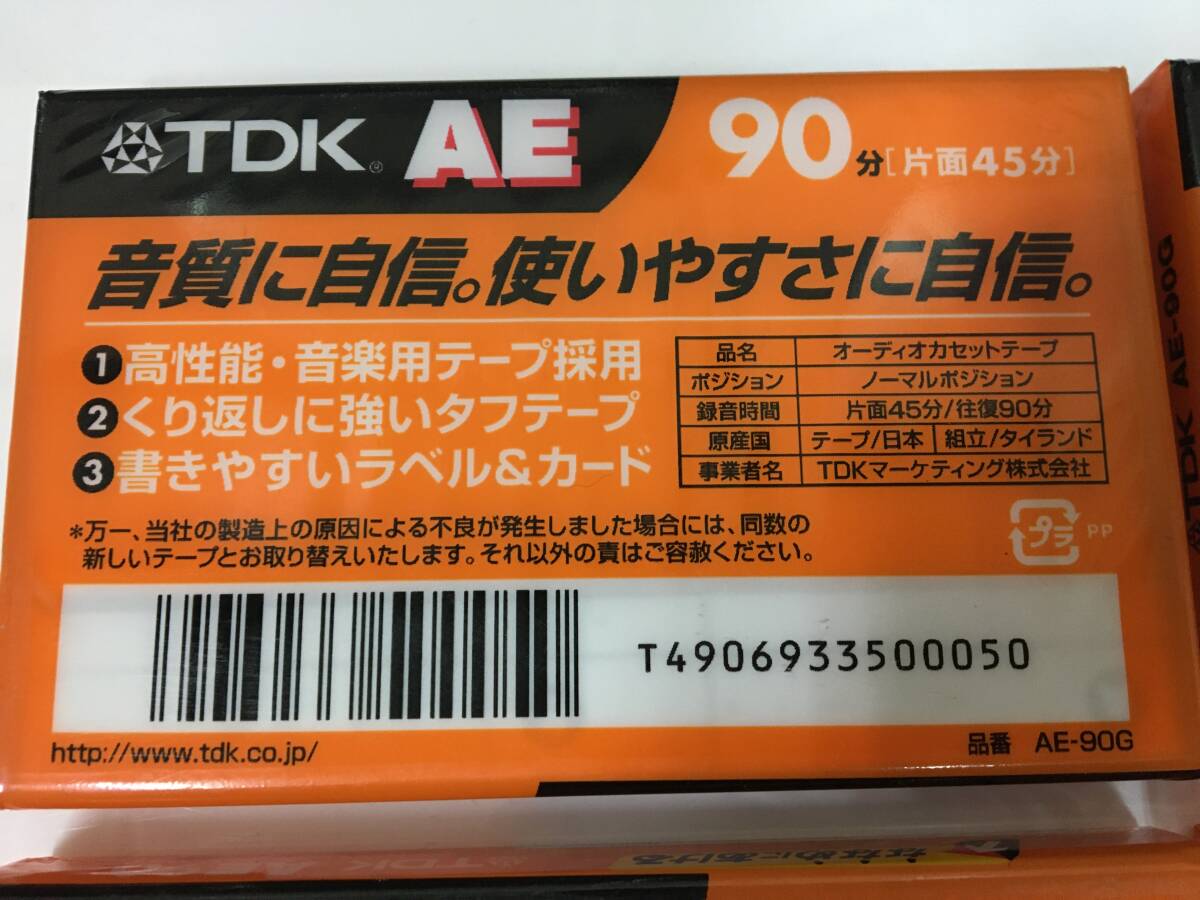 TDK® AE 90分[片面45分]
音質に自信。使いやすさに自信。
1 高性能・音楽用テープ採用
2 くり返しに強いタフテープ
3 書きやすいラベル&カード
品名 オーディオカセットテープ
ポジション ノーマルポジション
録音時間 片面45分/往復90分
原産国 テープ/日本 組立/タイランド
事業者名 TDKマーケティング株式会社
*万一、当社の製造上の原因による不良が発生しました場合には、同数の
新しいテープとお取り替えいたします。それ以外の責はご容赦ください。
プラ PP
T4906933500050
http://www.tdk.co.jp/
品番 AE-90G
TDK AE-90G
TDK
ななめにあける